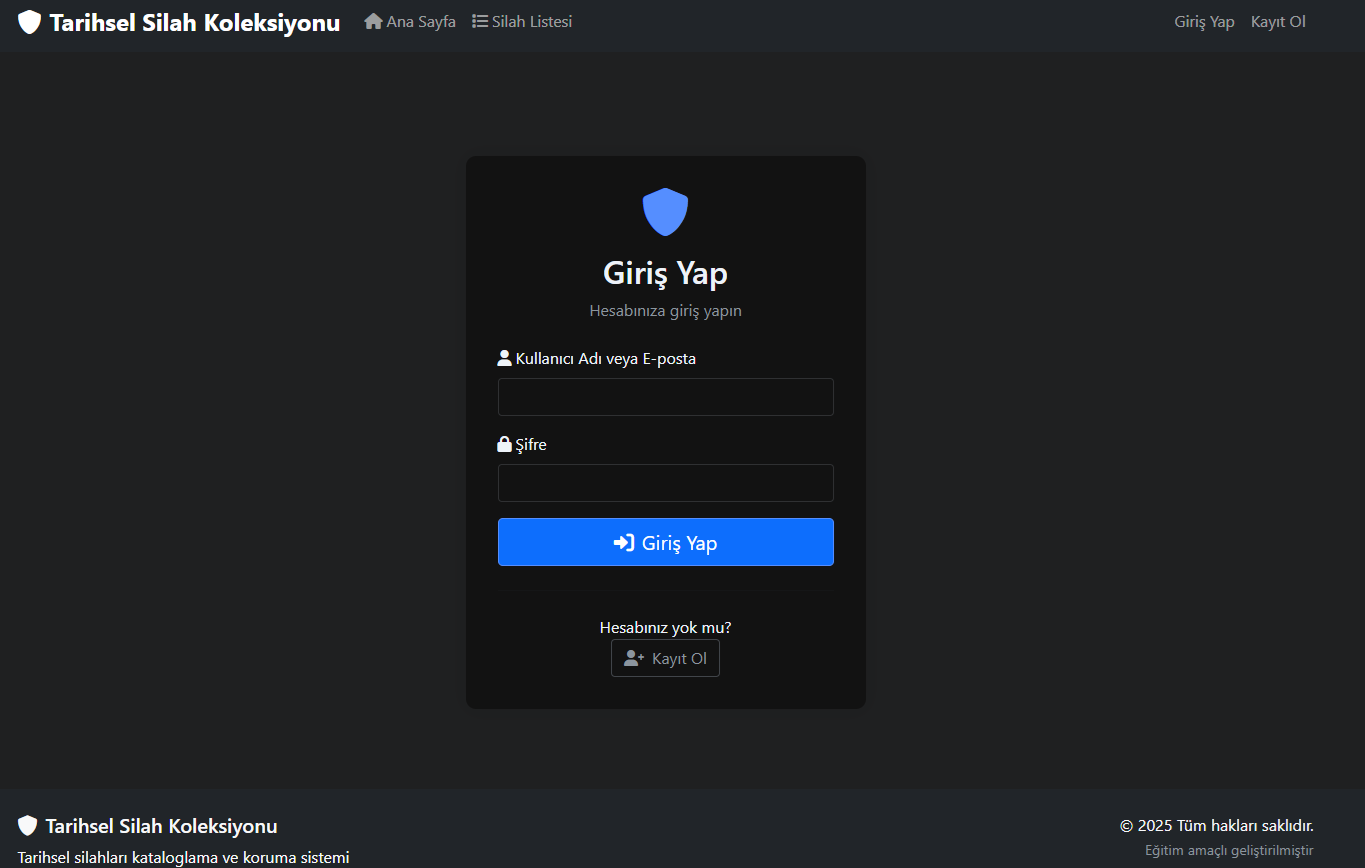 Tarihsel Silah Koleksiyonu Ana Sayfa Silah Listesi Giriş Yap Kayıt Ol
Giriş Yap
Hesabınıza giriş yapın
Kullanıcı Adı veya E-posta
Şifre
Giriş Yap
Hesabınız yok mu?
Kayıt Ol
Tarihsel Silah Koleksiyonu
Tarihsel silahları kataloglama ve koruma sistemi
© 2025 Tüm hakları saklıdır.
Eğitim amaçlı geliştirilmiştir